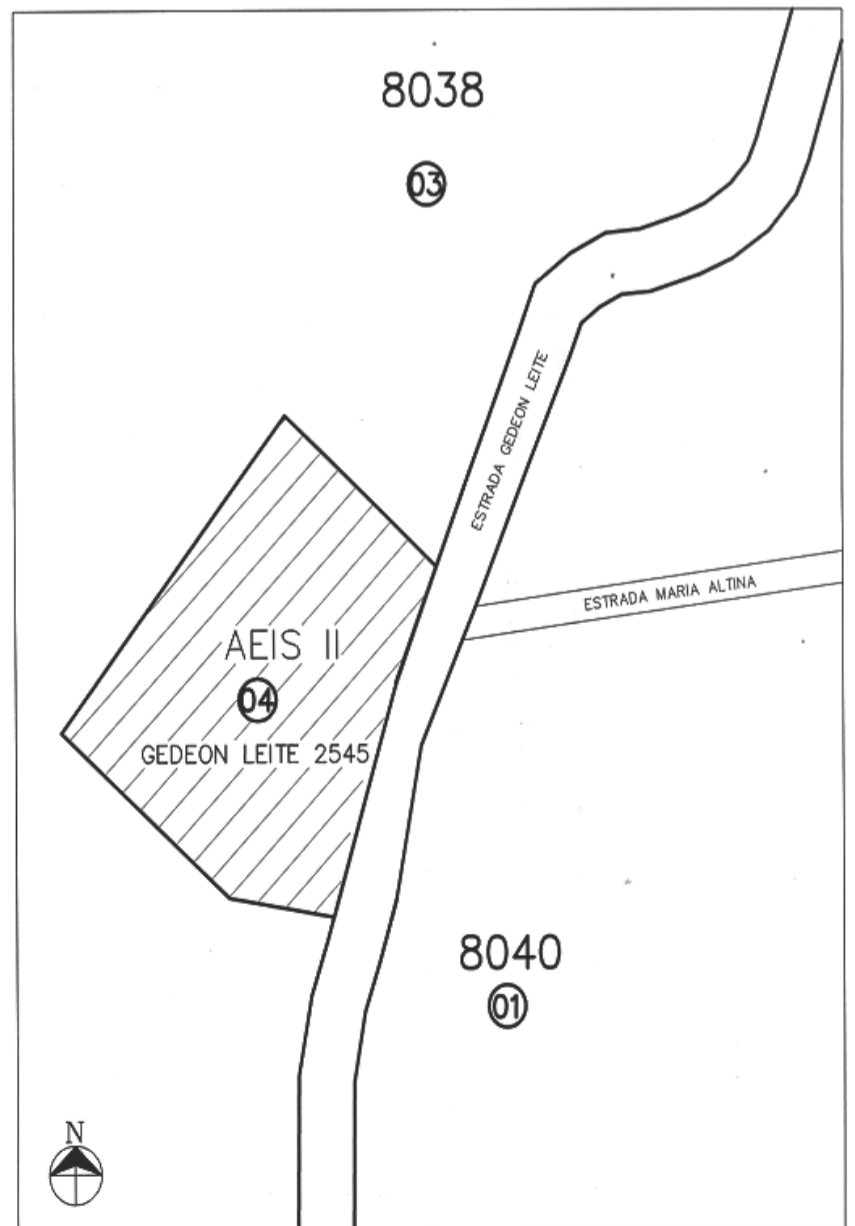 8038
03
ESTRADA GEDEON LEITE
ESTRADA MARIA ALTINA
AEIS II
04
GEDEON LEITE 2545
8040
01
N